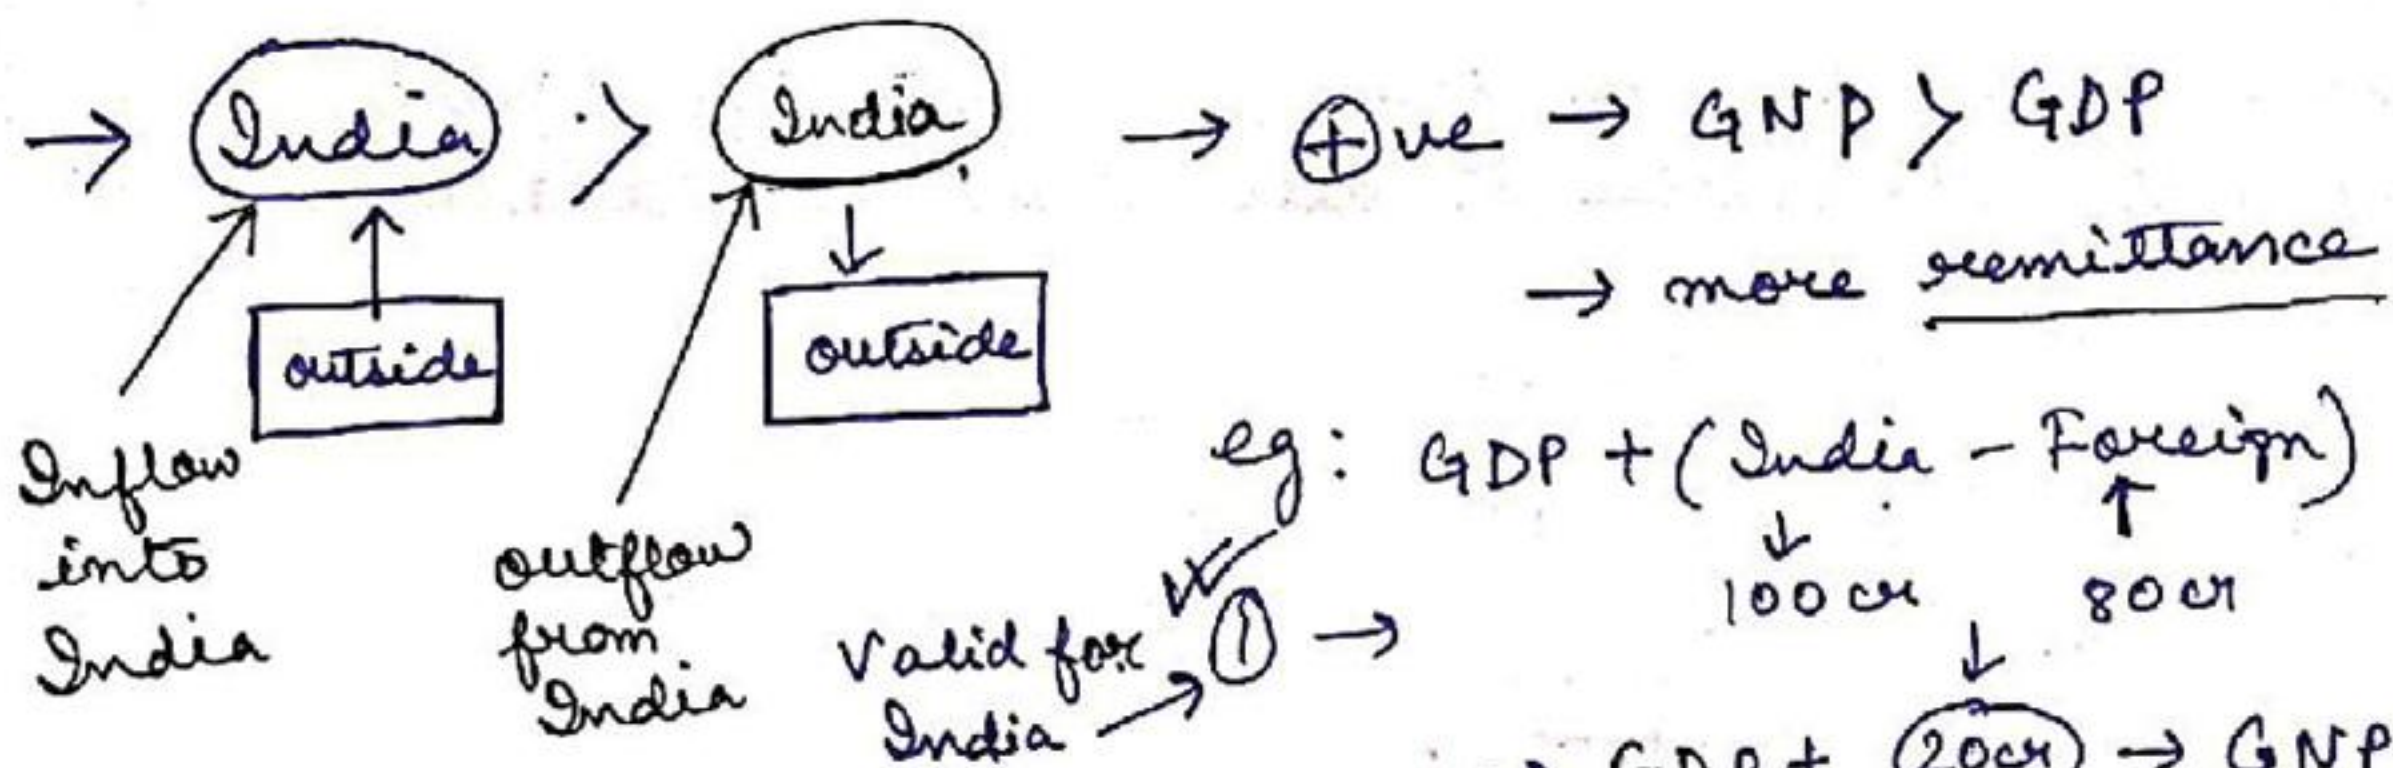 → India > India → ⊕ve → GNP > GDP
→ more remittance
outside
outside
Inflow
into
India
outflow
from
India
eg: GDP + (India - Foreign)
↓ ↑
100 cr 80 cr
Valid for ① →
India →
↓
→ GDP + 20cr → GNP